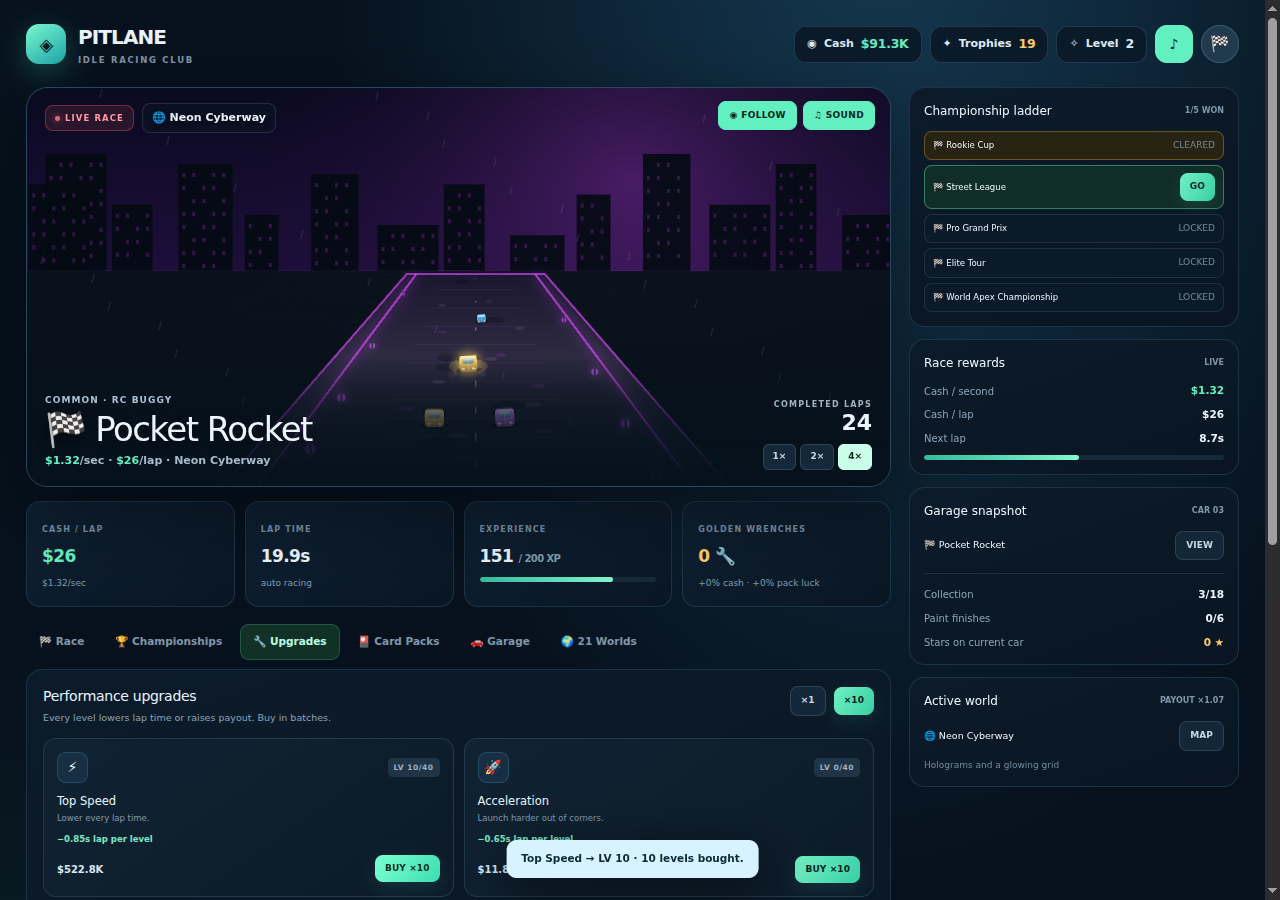 PITLANE
IDLE RACING CLUB
Cash $91.3K
Trophies 19
Level 2
LIVE RACE
Neon Cyberway
FOLLOW
SOUND
COMMON · RC BUGGY
Pocket Rocket
$1.32/sec · $26/lap · Neon Cyberway
COMPLETED LAPS
24
1× 2× 4×
CASH / LAP
$26
$1.32/sec
LAP TIME
19.9s
auto racing
EXPERIENCE
151 / 200 XP
GOLDEN WRENCHES
0
+0% cash · +0% pack luck
Race
Championships
Upgrades
Card Packs
Garage
21 Worlds
Performance upgrades
Every level lowers lap time or raises payout. Buy in batches.
×1 ×10
LV 10/40
Top Speed
Lower every lap time.
−0.85s lap per level
$522.8K
BUY ×10
LV 0/40
Acceleration
Launch harder out of corners.
−0.65s lap per level
$11.8
BUY ×10
Top Speed → LV 10 · 10 levels bought.
Championship ladder
1/5 WON
Rookie Cup CLEARED
Street League GO
Pro Grand Prix LOCKED
Elite Tour LOCKED
World Apex Championship LOCKED
Race rewards LIVE
Cash / second $1.32
Cash / lap $26
Next lap 8.7s
Garage snapshot CAR 03
Pocket Rocket VIEW
Collection 3/18
Paint finishes 0/6
Stars on current car 0 ★
Active world PAYOUT ×1.07
Neon Cyberway MAP
Holograms and a glowing grid